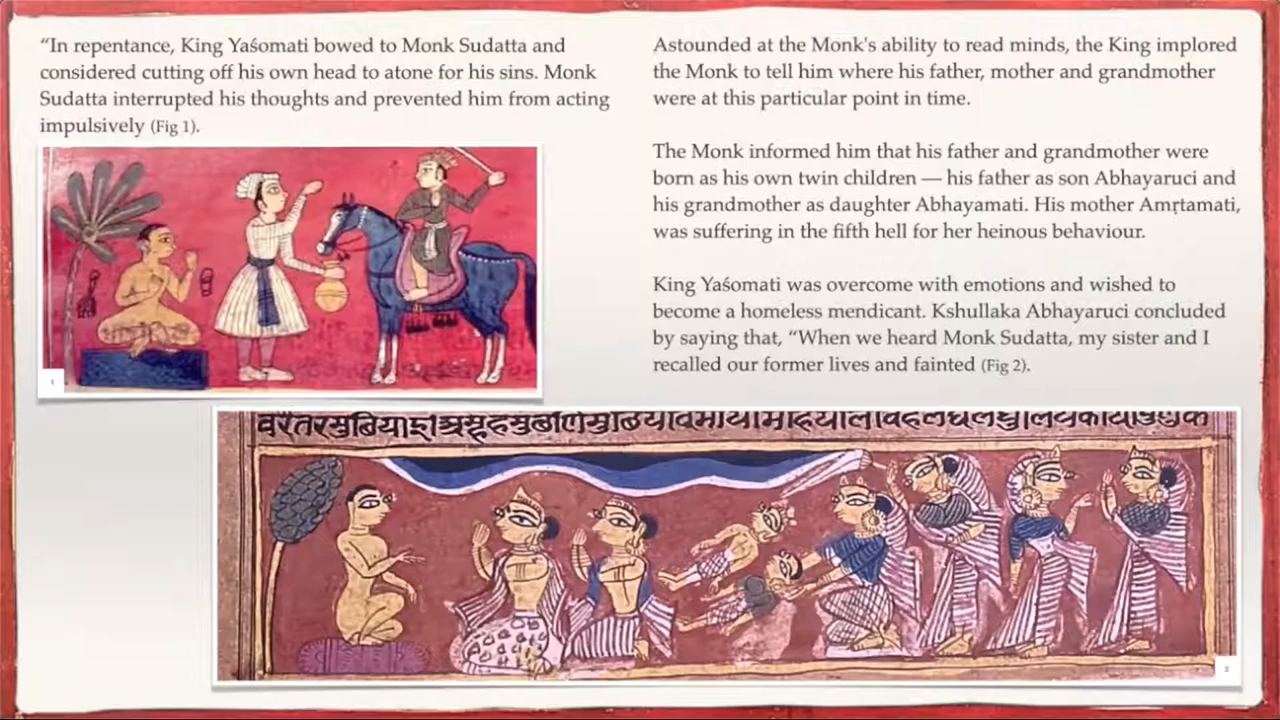 “In repentance, King Yaśomati bowed to Monk Sudatta and
considered cutting off his own head to atone for his sins. Monk
Sudatta interrupted his thoughts and prevented him from acting
impulsively (Fig 1).
1
Astounded at the Monk's ability to read minds, the King implored
the Monk to tell him where his father, mother and grandmother
were at this particular point in time.
The Monk informed him that his father and grandmother were
born as his own twin children — his father as son Abhayaruci and
his grandmother as daughter Abhayamati. His mother Amṛtamati,
was suffering in the fifth hell for her heinous behaviour.
King Yaśomati was overcome with emotions and wished to
become a homeless mendicant. Kshullaka Abhayaruci concluded
by saying that, “When we heard Monk Sudatta, my sister and I
recalled our former lives and fainted (Fig 2).
2